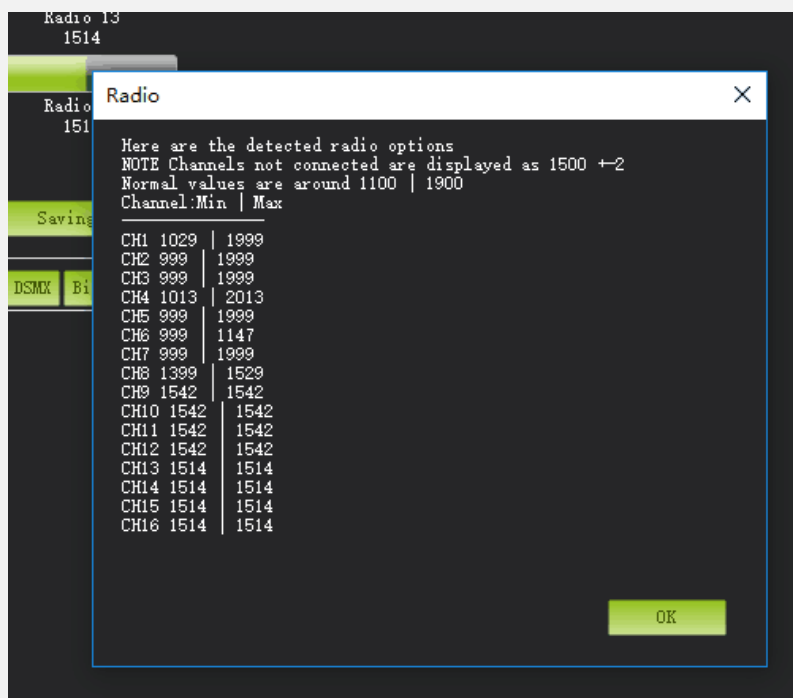 Radio 13
1514
Radio
151
Saving
DSMX
Bi
Radio
Here are the detected radio options
NOTE Channels not connected are displayed as 1500 +-2
Normal values are around 1100 | 1900
Channel:Min | Max
CH1 1029 | 1999
CH2 999 | 1999
CH3 999 | 1999
CH4 1013 | 2013
CH5 999 | 1999
CH6 999 | 1147
CH7 999 | 1999
CH8 1399 | 1529
CH9 1542 | 1542
CH10 1542 | 1542
CH11 1542 | 1542
CH12 1542 | 1542
CH13 1514 | 1514
CH14 1514 | 1514
CH15 1514 | 1514
CH16 1514 | 1514
OK